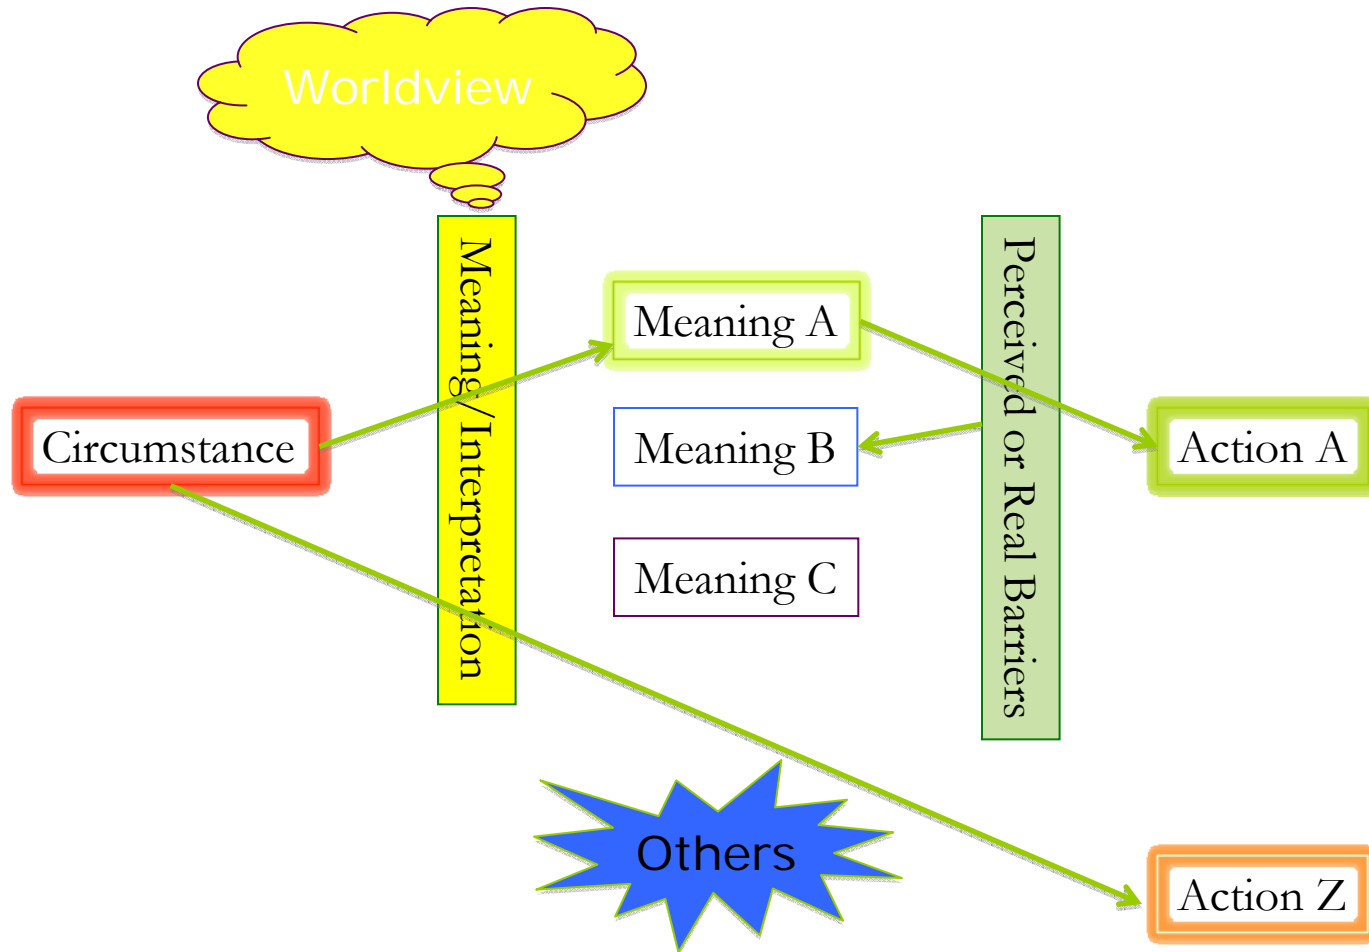 Worldview
Meaning/Interpretation
Perceived or Real Barriers
Meaning A
Circumstance
Meaning B
Action A
Meaning C
Others
Action Z